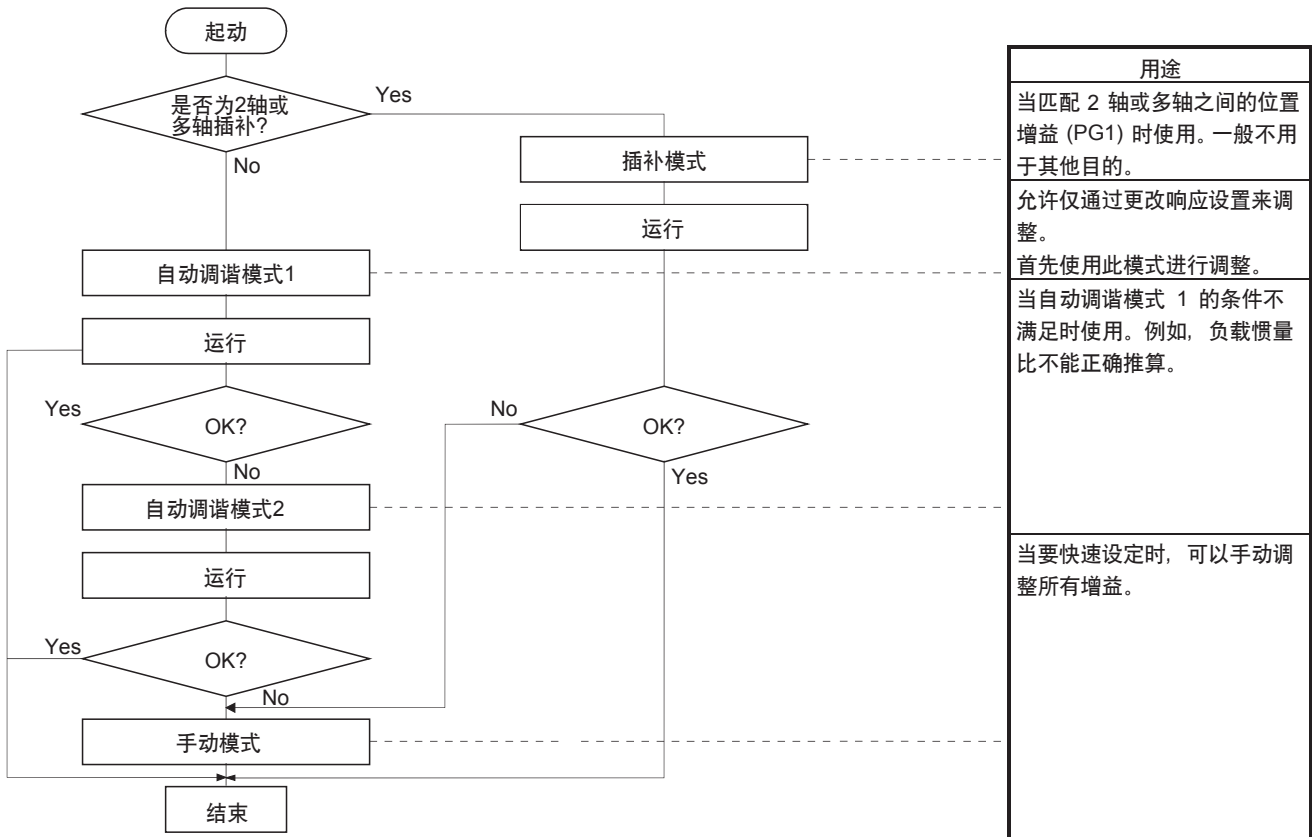 起动
是否为2轴或
多轴插补?
Yes
No
插补模式
运行
自动调谐模式1
运行
Yes
OK?
No
No
OK?
Yes
自动调谐模式2
运行
Yes
OK?
No
手动模式
结束
用途
当匹配 2 轴或多轴之间的位置
增益 (PG1) 时使用。一般不用
于其他目的。
允许仅通过更改响应设置来调
整。
首先使用此模式进行调整。
当自动调谐模式 1 的条件不
满足时使用。例如, 负载惯量
比不能正确推算。
当要快速设定时, 可以手动调
整所有增益。